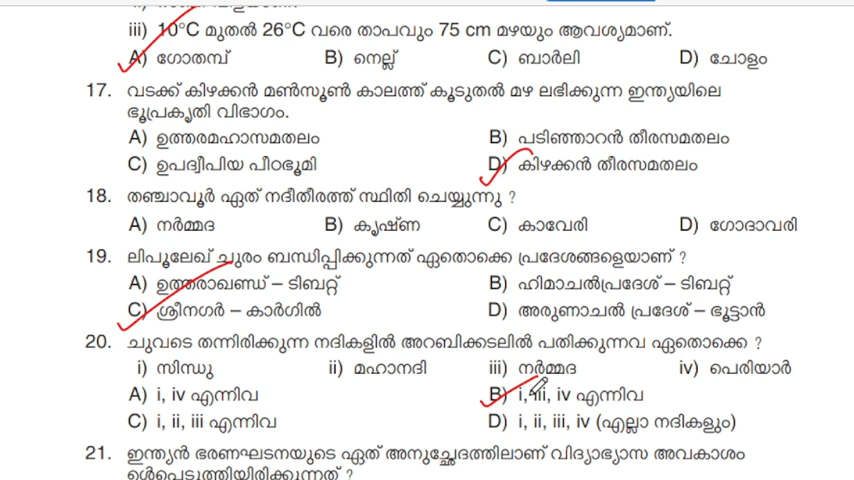 iii) 10°C മുതൽ 26°C വരെ താപവും 75 cm മഴയും ആവശ്യമാണ്.
A) ഗോതമ്പ് B) നെല്ല് C) ബാർലി D) ചോളം
17. വടക്ക് കിഴക്കൻ മൺസൂൺ കാലത്ത് കൂടുതൽ മഴ ലഭിക്കുന്ന ഇന്ത്യയിലെ
ഭൂപ്രകൃതി വിഭാഗം.
A) ഉത്തരമഹാസമതലം B) പടിഞ്ഞാറൻ തീരസമതലം
C) ഉപദ്വീപിയ പീഠഭൂമി D) കിഴക്കൻ തീരസമതലം
18. തഞ്ചാവൂർ ഏത് നദീതീരത്ത് സ്ഥിതി ചെയ്യുന്നു ?
A) നർമ്മദ B) കൃഷ്ണ C) കാവേരി D) ഗോദാവരി
19. ലിപൂലേഖ് ചുരം ബന്ധിപ്പിക്കുന്നത് ഏതൊക്കെ പ്രദേശങ്ങളെയാണ് ?
A) ഉത്തരാഖണ്ഡ് – ടിബറ്റ് B) ഹിമാചൽപ്രദേശ് – ടിബറ്റ്
C) ശ്രീനഗർ – കാർഗിൽ D) അരുണാചൽ പ്രദേശ് – ഭൂട്ടാൻ
20. ചുവടെ തന്നിരിക്കുന്ന നദികളിൽ അറബിക്കടലിൽ പതിക്കുന്നവ ഏതൊക്കെ ?
i) സിന്ധു ii) മഹാനദി iii) നർമ്മദ iv) പെരിയാർ
A) i, iv എന്നിവ B) i, iii, iv എന്നിവ
C) i, ii, iii എന്നിവ D) i, ii, iii, iv (എല്ലാ നദികളും)
21. ഇന്ത്യൻ ഭരണഘടനയുടെ ഏത് അനുച്ഛേദത്തിലാണ് വിദ്യാഭ്യാസ അവകാശം
ഉൾപ്പെടുത്തിയിരിക്കുന്നത് ?